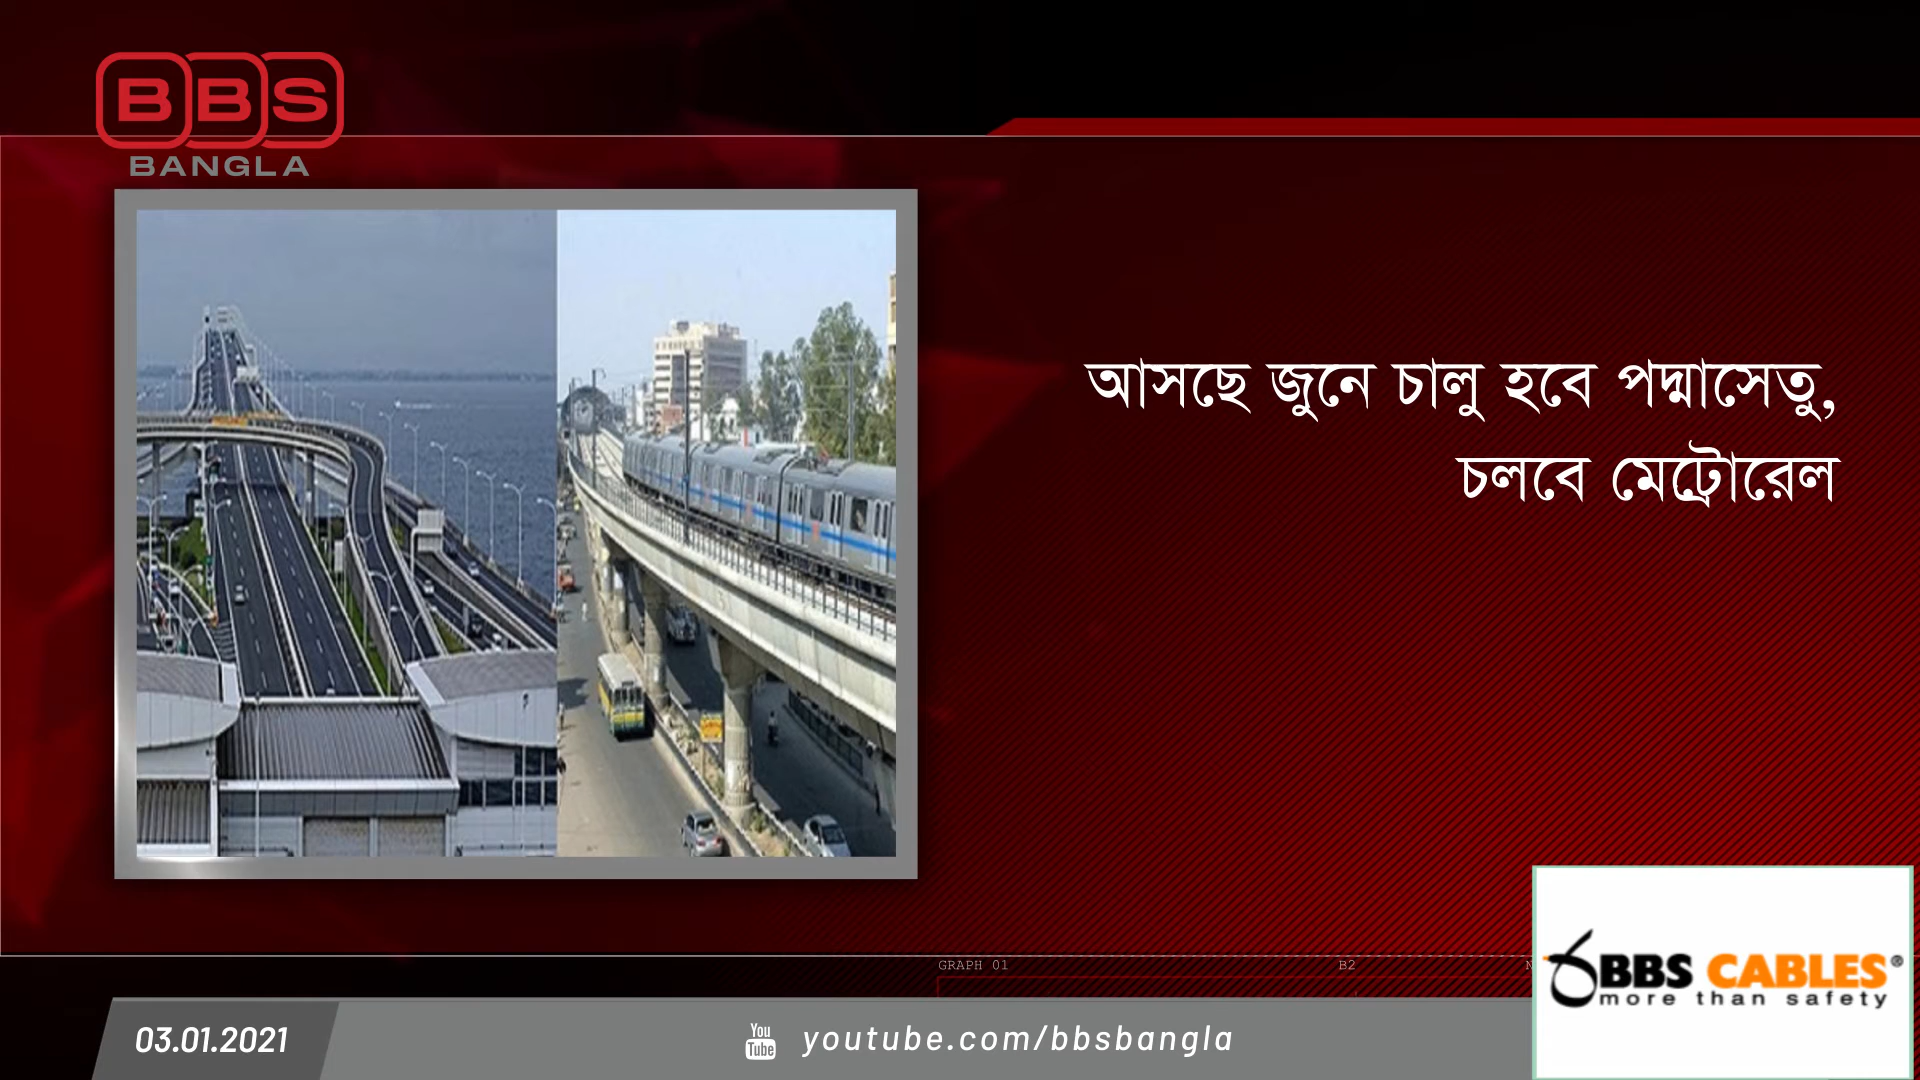 BBS
BANGLA
আসছে জুনে চালু হবে পদ্মাসেতু,
চলবে মেট্রোরেল
GRAPH 01
B2
BBS CABLES®
more than safety
03.01.2021
You
Tube
youtube.com/bbsbangla